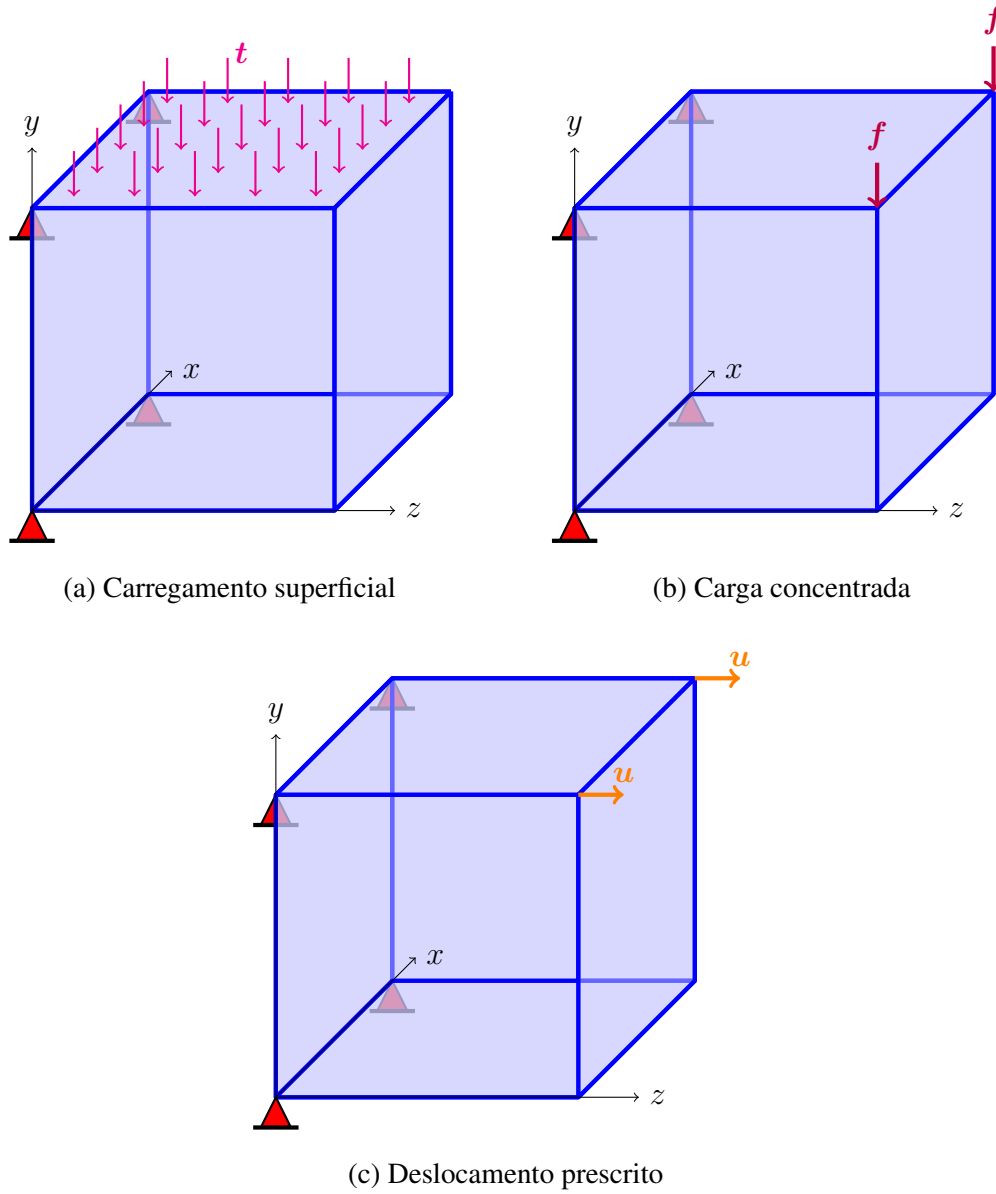 t
y
x
z
(a) Carregamento superficial
f
f
y
x
z
(b) Carga concentrada
u
u
y
x
z
(c) Deslocamento prescrito